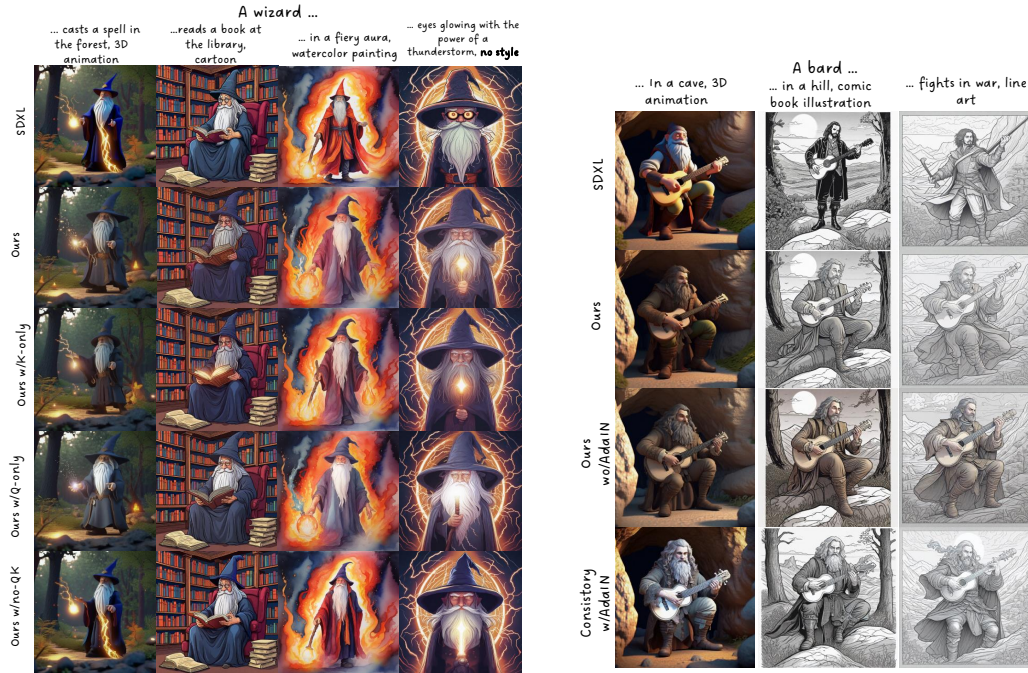 A wizard ...
... casts a spell in
the forest, 3D
animation
...reads a book at
the library,
cartoon
... in a fiery aura,
watercolor painting
... eyes glowing with the
power of a
thunderstorm, no style
SDXL
Ours
Ours w/K-only
Ours w/Q-only
Ours w/no-QK
A bard ...
... In a cave, 3D
animation
... in a hill, comic
book illustration
... fights in war, line
art
SDXL
Ours
Ours
wo/AdaIN
Consistory
w/AdaIN